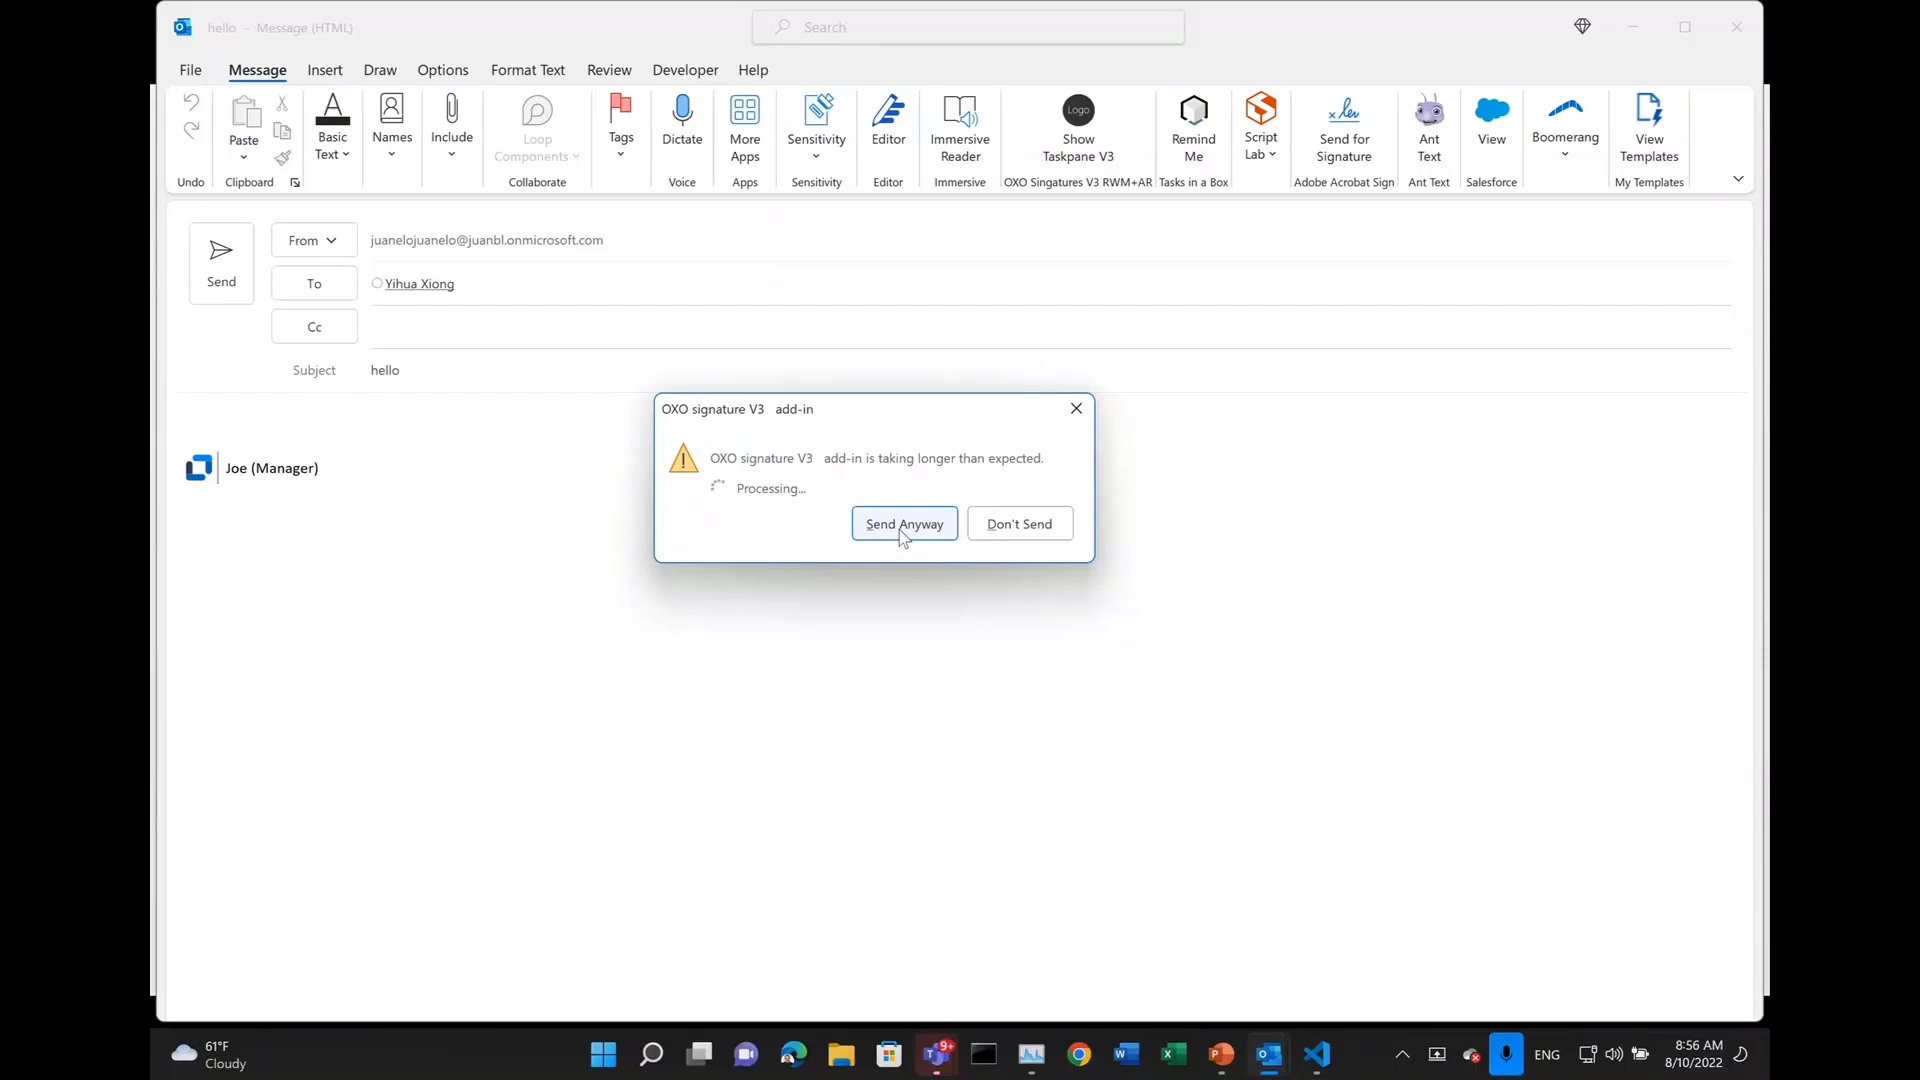 hello - Message (HTML)
Search
File Message Insert Draw Options Format Text Review Developer Help
Undo
Paste
Clipboard
Basic
Text
Names
Include
Loop
Components
Collaborate
Tags
Dictate
Voice
More
Apps
Apps
Sensitivity
Sensitivity
Editor
Editor
Immersive
Reader
Immersive
Logo
Show
Taskpane V3
OXO Singatures V3 RWM+AR
Remind
Me
Tasks in a Box
Script
Lab
Send for
Signature
Adobe Acrobat Sign
Ant
Text
Ant Text
View
Salesforce
Boomerang
View
Templates
My Templates
Send
From juanelojuanelo@juanbl.onmicrosoft.com
To Yihua Xiong
Cc
Subject hello
Joe (Manager)
OXO signature V3 add-in
OXO signature V3 add-in is taking longer than expected.
Processing...
Send Anyway Don't Send
61°F
Cloudy
9+
ENG
8:56 AM
8/10/2022